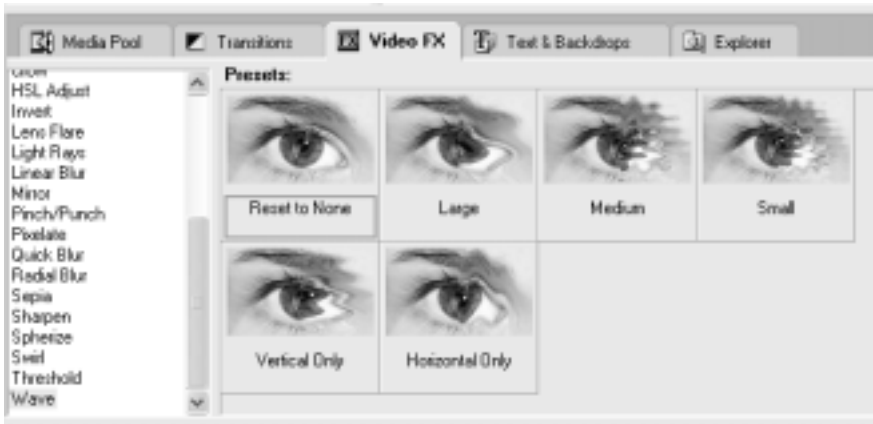 Media Pool
Transitions
FX Video FX
Text & Backdrops
Explorer
Glow
HSL Adjust
Invert
Lens Flare
Light Rays
Linear Blur
Mirror
Pinch/Punch
Pixelate
Quick Blur
Radial Blur
Sepia
Sharpen
Spherize
Swirl
Threshold
Wave
Presets:
Reset to None
Large
Medium
Small
Vertical Only
Horizontal Only